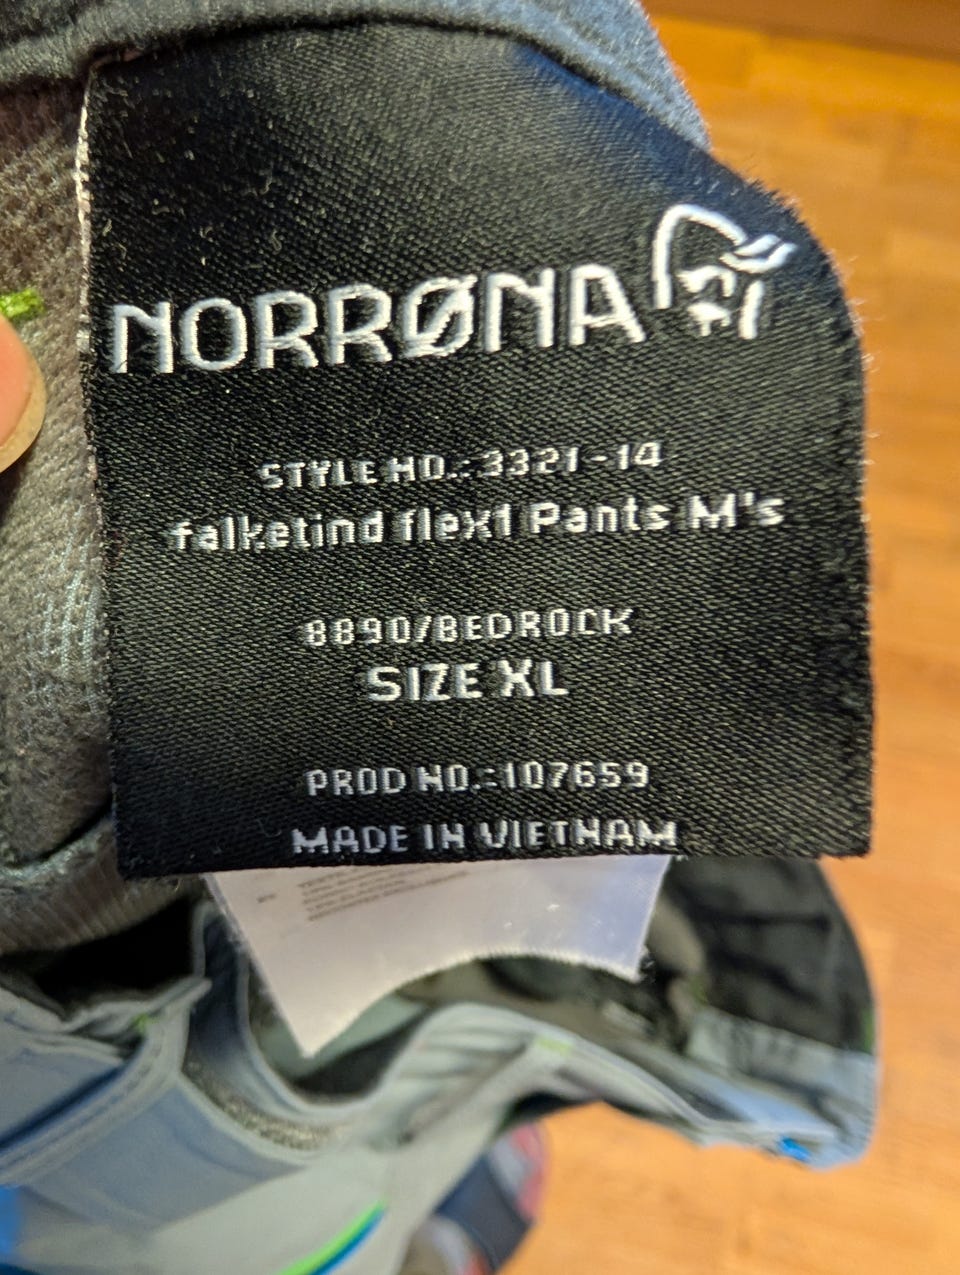 NORRØNA
STYLE NO.: 3321-14
falketind flex1 Pants M's
8890/BEDROCK
SIZE XL
PROD NO.: 107659
MADE IN VIETNAM